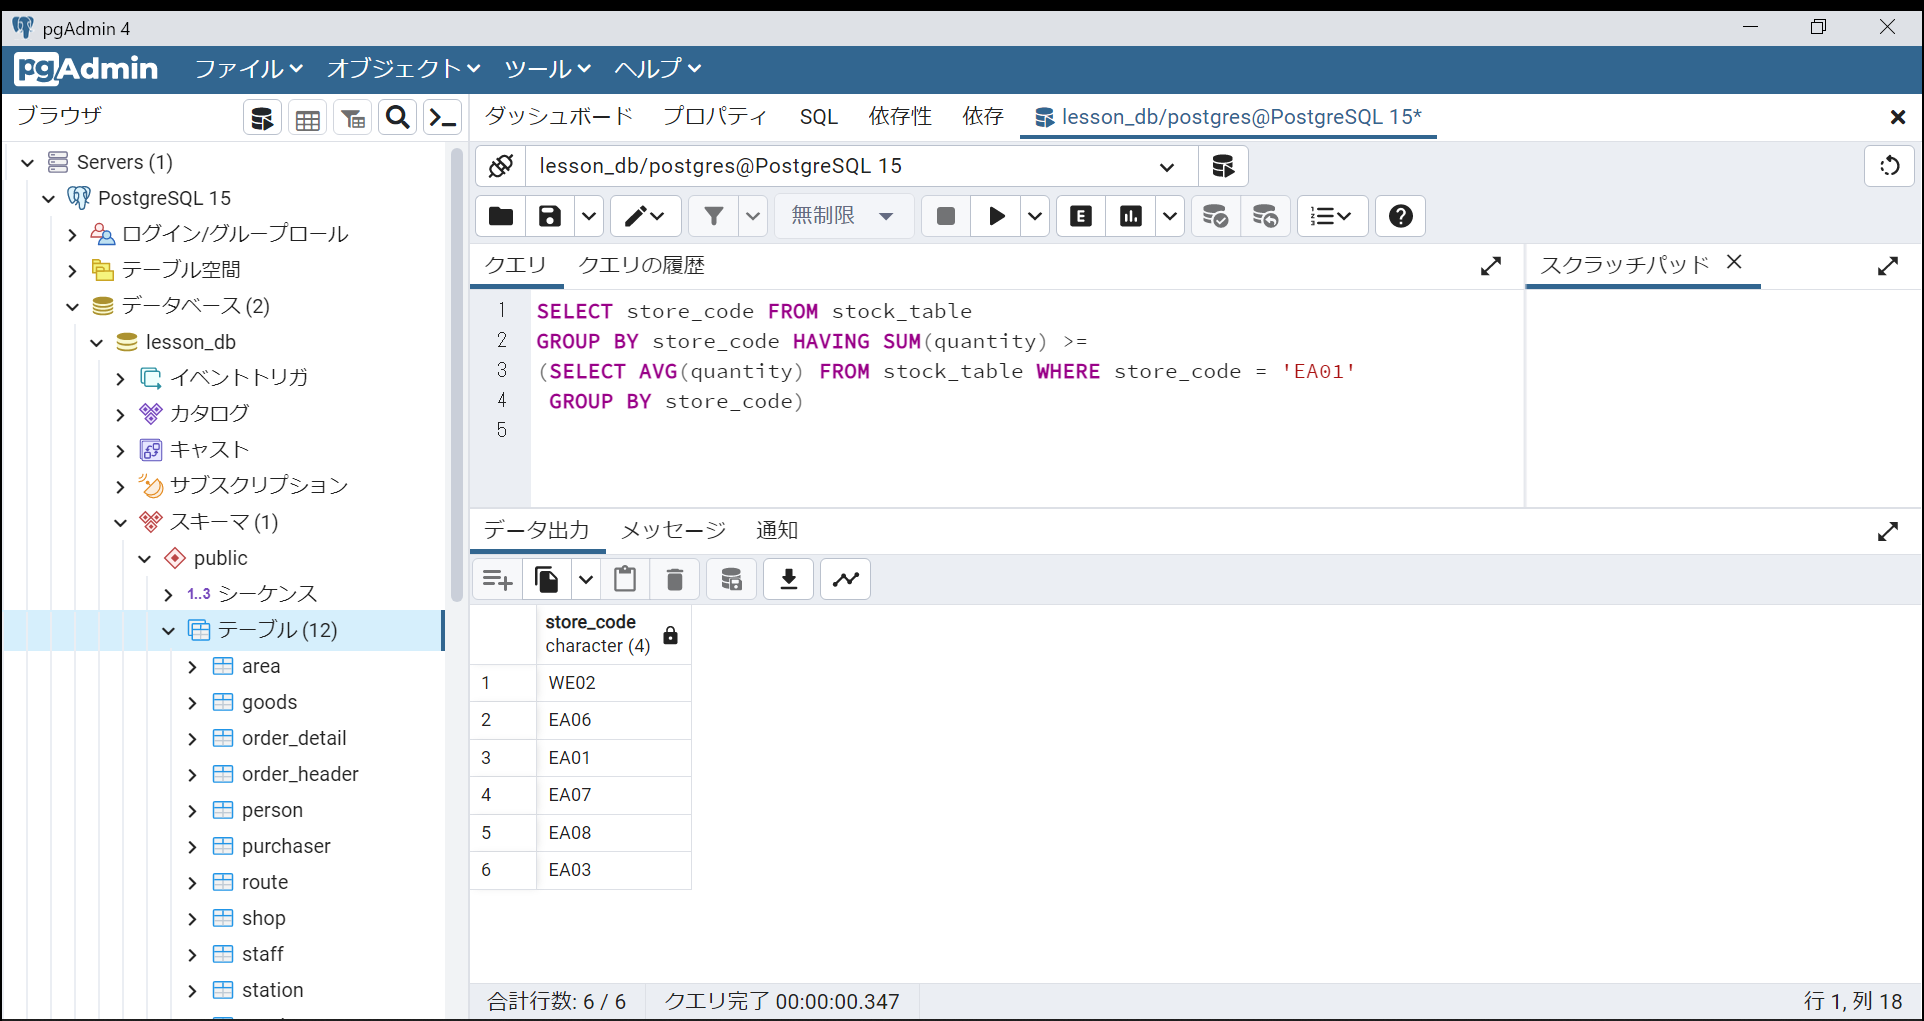 pgAdmin 4
pgAdmin ファイル オブジェクト ツール ヘルプ
ブラウザ
ダッシュボード プロパティ SQL 依存性 依存 lesson_db/postgres@PostgreSQL 15*
Servers (1)
PostgreSQL 15
ログイン/グループロール
テーブル空間
データベース (2)
lesson_db
イベントトリガ
カタログ
キャスト
サブスクリプション
スキーマ (1)
public
1..3 シーケンス
テーブル (12)
area
goods
order_detail
order_header
person
purchaser
route
shop
staff
station
lesson_db/postgres@PostgreSQL 15
無制限 E
クエリ クエリの履歴
スクラッチパッド
1 SELECT store_code FROM stock_table
2 GROUP BY store_code HAVING SUM(quantity) >=
3 (SELECT AVG(quantity) FROM stock_table WHERE store_code = 'EA01'
4 GROUP BY store_code)
5
データ出力 メッセージ 通知
store_code
character (4)
1 WE02
2 EA06
3 EA01
4 EA07
5 EA08
6 EA03
合計行数: 6 / 6 クエリ完了 00:00:00.347 行 1, 列 18